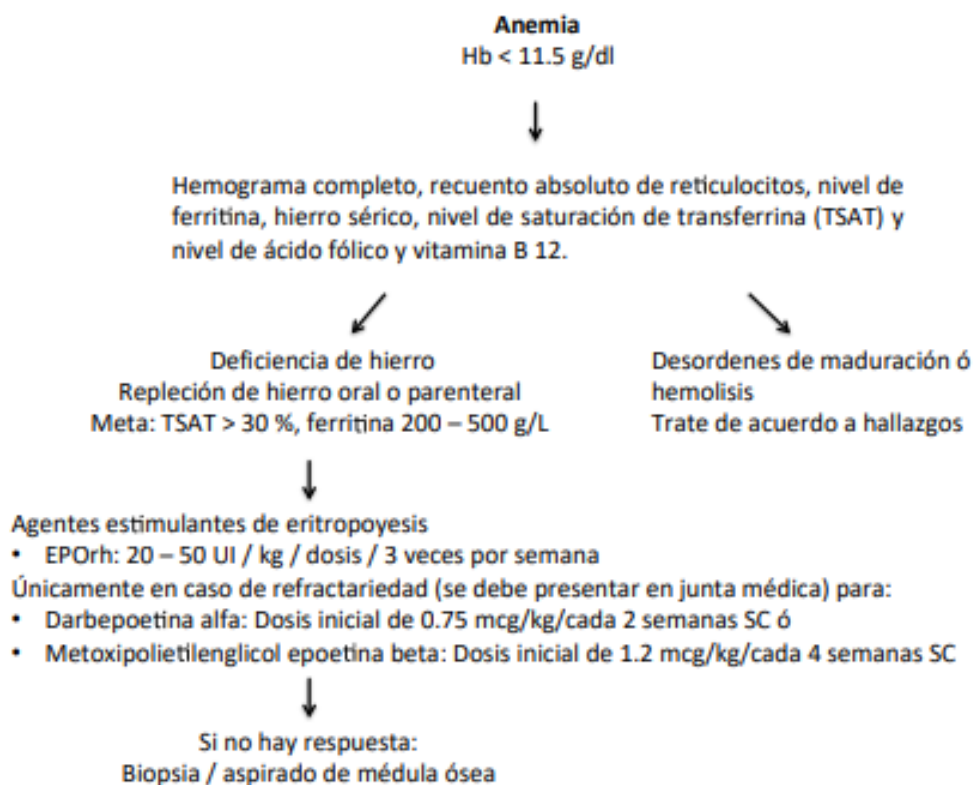 Anemia
Hb < 11.5 g/dl
Hemograma completo, recuento absoluto de reticulocitos, nivel de
ferritina, hierro sérico, nivel de saturación de transferrina (TSAT) y
nivel de ácido fólico y vitamina B 12.
Deficiencia de hierro
Repleción de hierro oral o parenteral
Meta: TSAT > 30 %, ferritina 200 – 500 g/L
Desordenes de maduración ó
hemolisis
Trate de acuerdo a hallazgos
Agentes estimulantes de eritropoyesis
• EPOrh: 20 – 50 UI / kg / dosis / 3 veces por semana
Únicamente en caso de refractariedad (se debe presentar en junta médica) para:
• Darbepoetina alfa: Dosis inicial de 0.75 mcg/kg/cada 2 semanas SC ó
• Metoxipolietilenglicol epoetina beta: Dosis inicial de 1.2 mcg/kg/cada 4 semanas SC
Si no hay respuesta:
Biopsia / aspirado de médula ósea